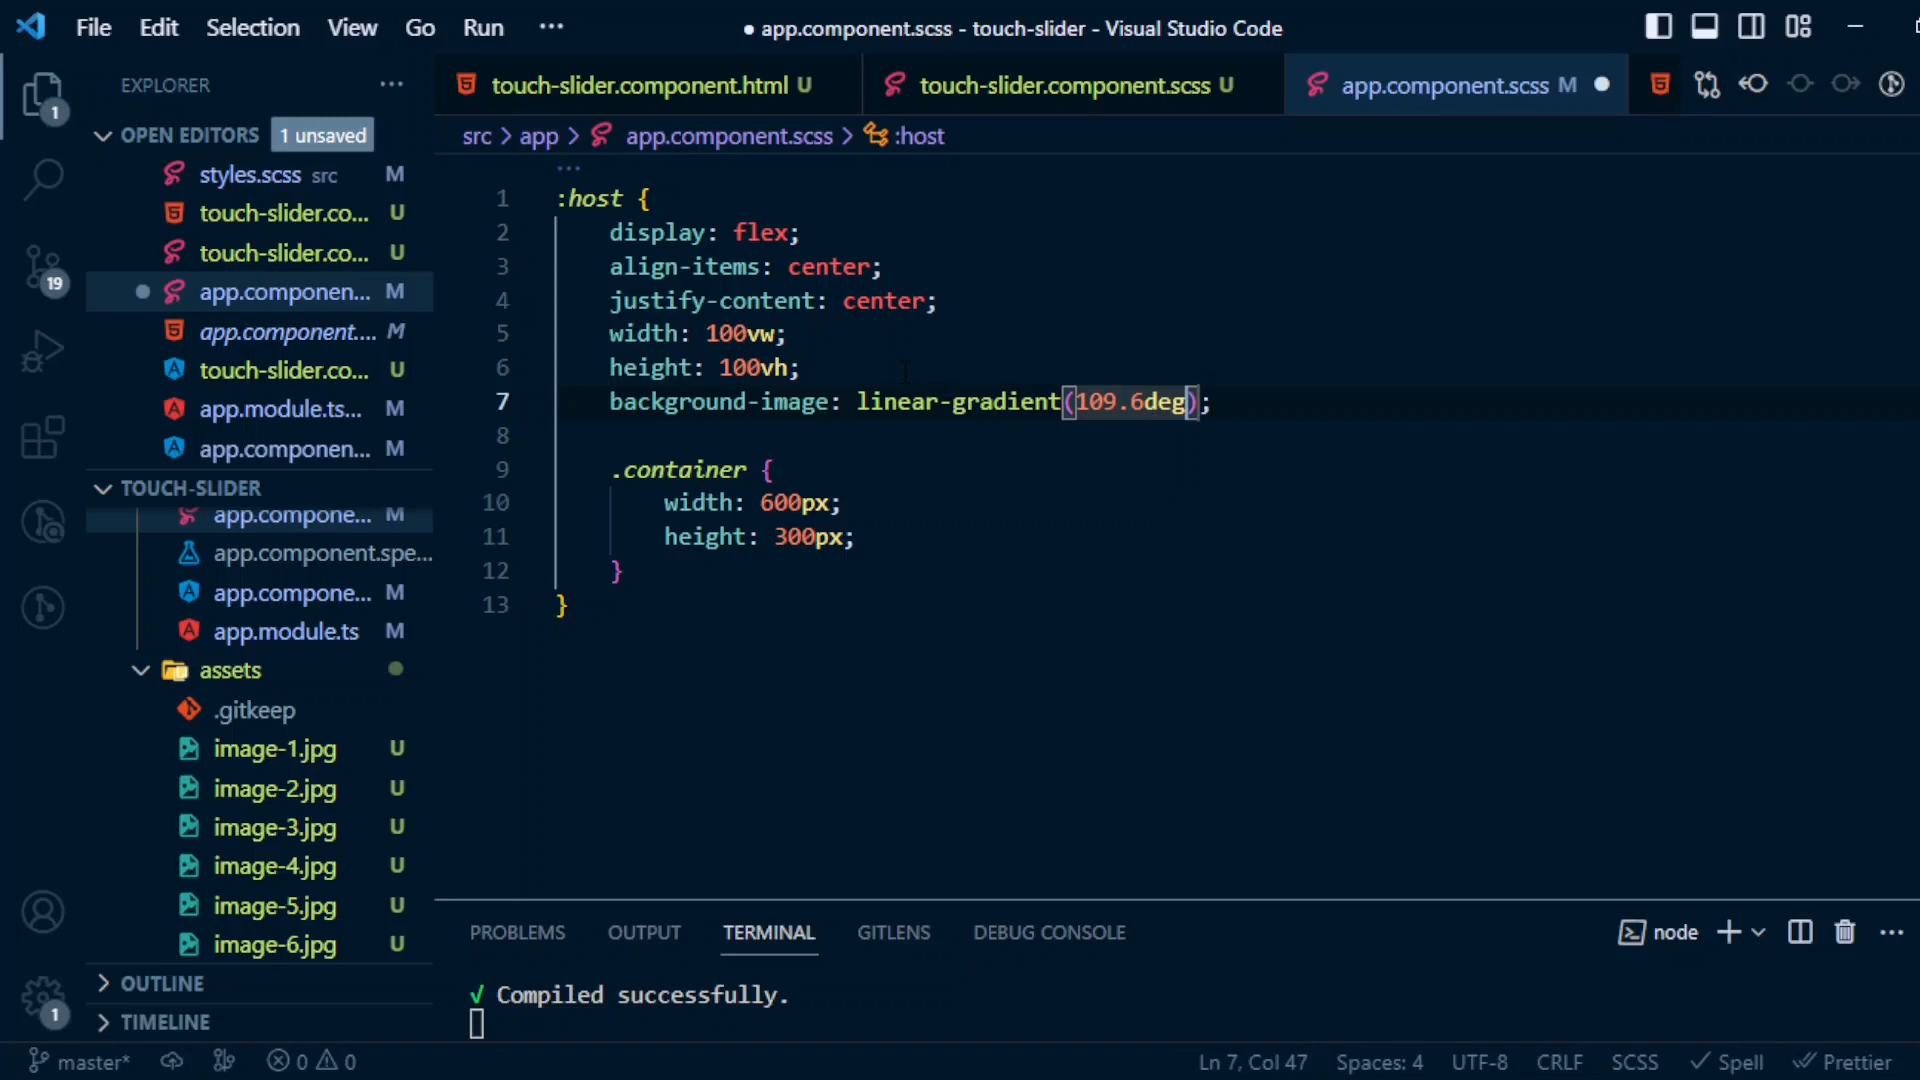 File Edit Selection View Go Run ··· ● app.component.scss - touch-slider - Visual Studio Code
EXPLORER ···
touch-slider.component.html U touch-slider.component.scss U app.component.scss M
1
OPEN EDITORS 1 unsaved
src > app > app.component.scss > :host
styles.scss src M
touch-slider.co... U
touch-slider.co... U
app.componen... M
app.component.... M
touch-slider.co... U
app.module.ts... M
app.componen... M
TOUCH-SLIDER
app.compone... M
app.component.spe...
app.compone... M
app.module.ts M
assets
.gitkeep
image-1.jpg U
image-2.jpg U
image-3.jpg U
image-4.jpg U
image-5.jpg U
image-6.jpg U
OUTLINE
TIMELINE
19
1
···
1 :host {
2 display: flex;
3 align-items: center;
4 justify-content: center;
5 width: 100vw;
6 height: 100vh;
7 background-image: linear-gradient(109.6deg);
8
9 .container {
10 width: 600px;
11 height: 300px;
12 }
13 }
PROBLEMS OUTPUT TERMINAL GITLENS DEBUG CONSOLE node ···
√ Compiled successfully.
master* 0 0 Ln 7, Col 47 Spaces: 4 UTF-8 CRLF SCSS Spell Prettier